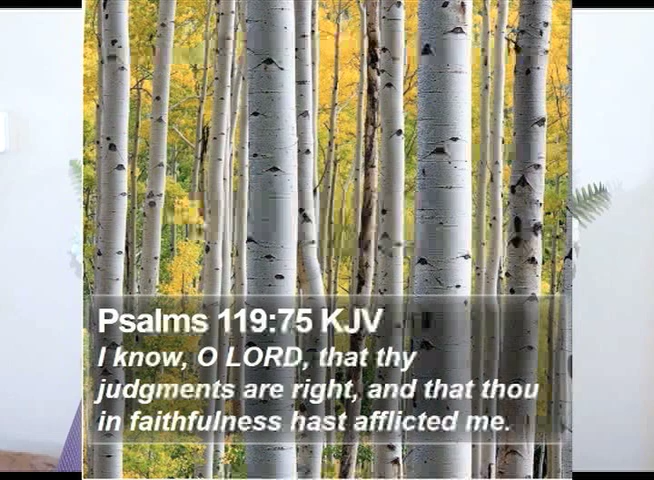 Psalms 119:75 KJV
I know, O LORD, that thy
judgments are right, and that thou
in faithfulness hast afflicted me.